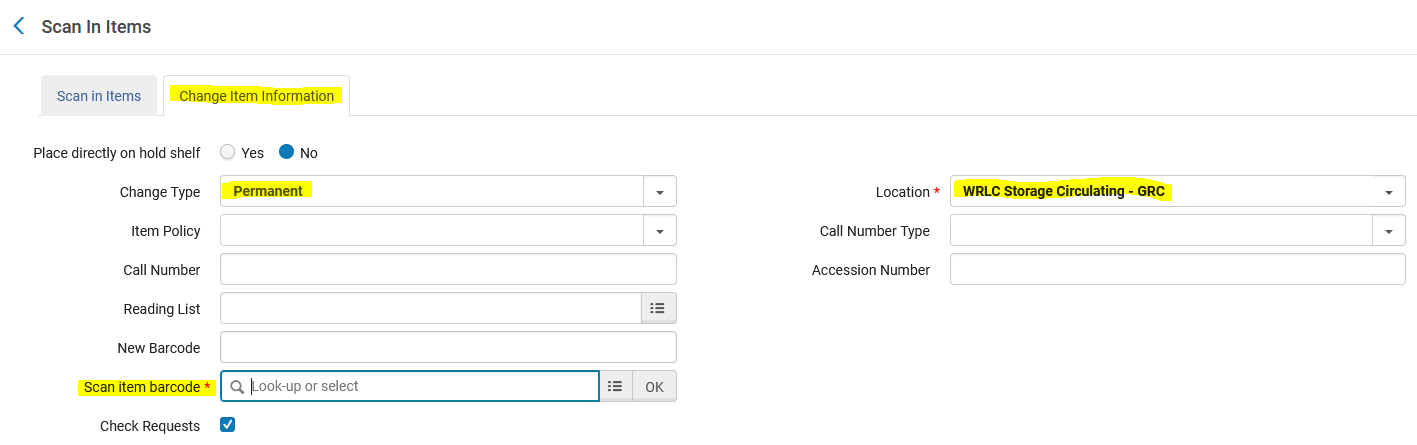 Scan In Items
Scan in Items Change Item Information
Place directly on hold shelf Yes No
Change Type Permanent Location * WRLC Storage Circulating - GRC
Item Policy Call Number Type
Call Number Accession Number
Reading List
New Barcode
Scan item barcode * Look-up or select OK
Check Requests